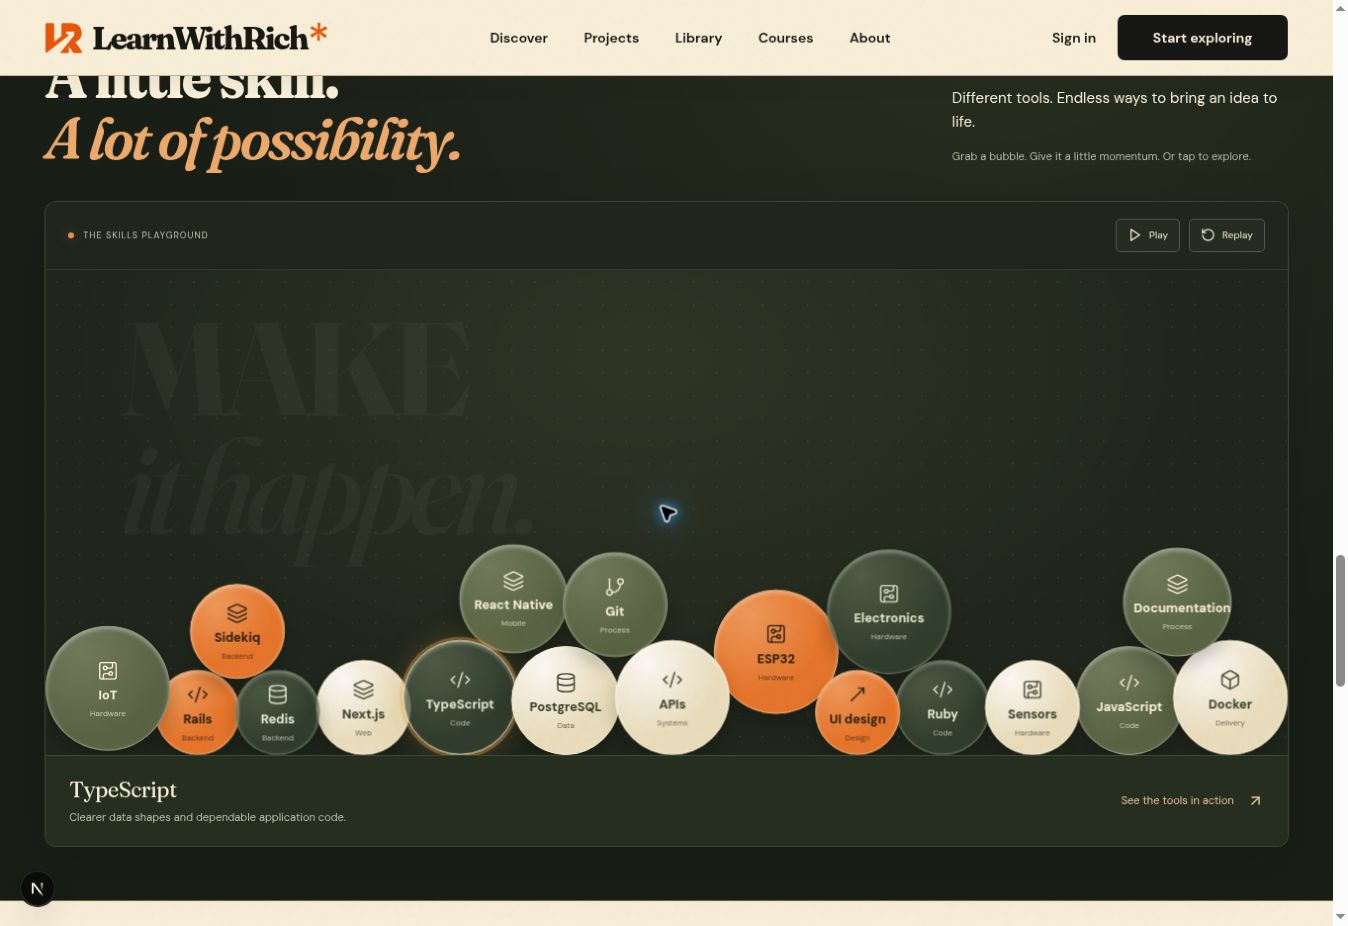 LearnWithRich*
Discover
Projects
Library
Courses
About
Sign in
Start exploring
A little skill.
A lot of possibility.
Different tools. Endless ways to bring an idea to
life.
Grab a bubble. Give it a little momentum. Or tap to explore.
THE SKILLS PLAYGROUND
Play
Replay
MAKE
it happen.
React Native
Mobile
Git
Process
Electronics
Hardware
Documentation
Process
Sidekiq
Backend
ESP32
Hardware
IoT
Hardware
Rails
Backend
Redis
Backend
Next.js
Web
TypeScript
Code
PostgreSQL
Data
APIs
Systems
UI design
Design
Ruby
Code
Sensors
Hardware
JavaScript
Code
Docker
Delivery
TypeScript
Clearer data shapes and dependable application code.
See the tools in action
N